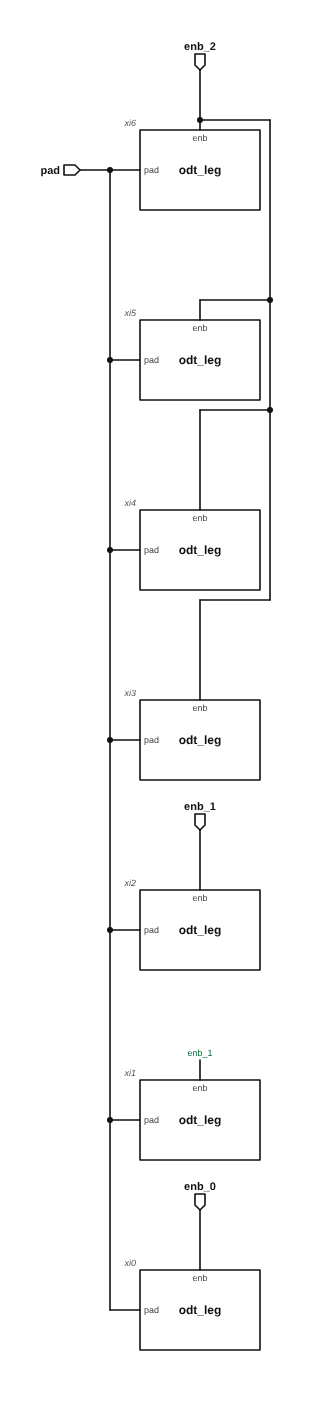 enb_2
xi6
enb
pad
pad odt_leg
xi5
enb
pad odt_leg
xi4
enb
pad odt_leg
xi3
enb
pad odt_leg
enb_1
xi2
enb
pad odt_leg
enb_1
xi1
enb
pad odt_leg
enb_0
xi0
enb
pad odt_leg